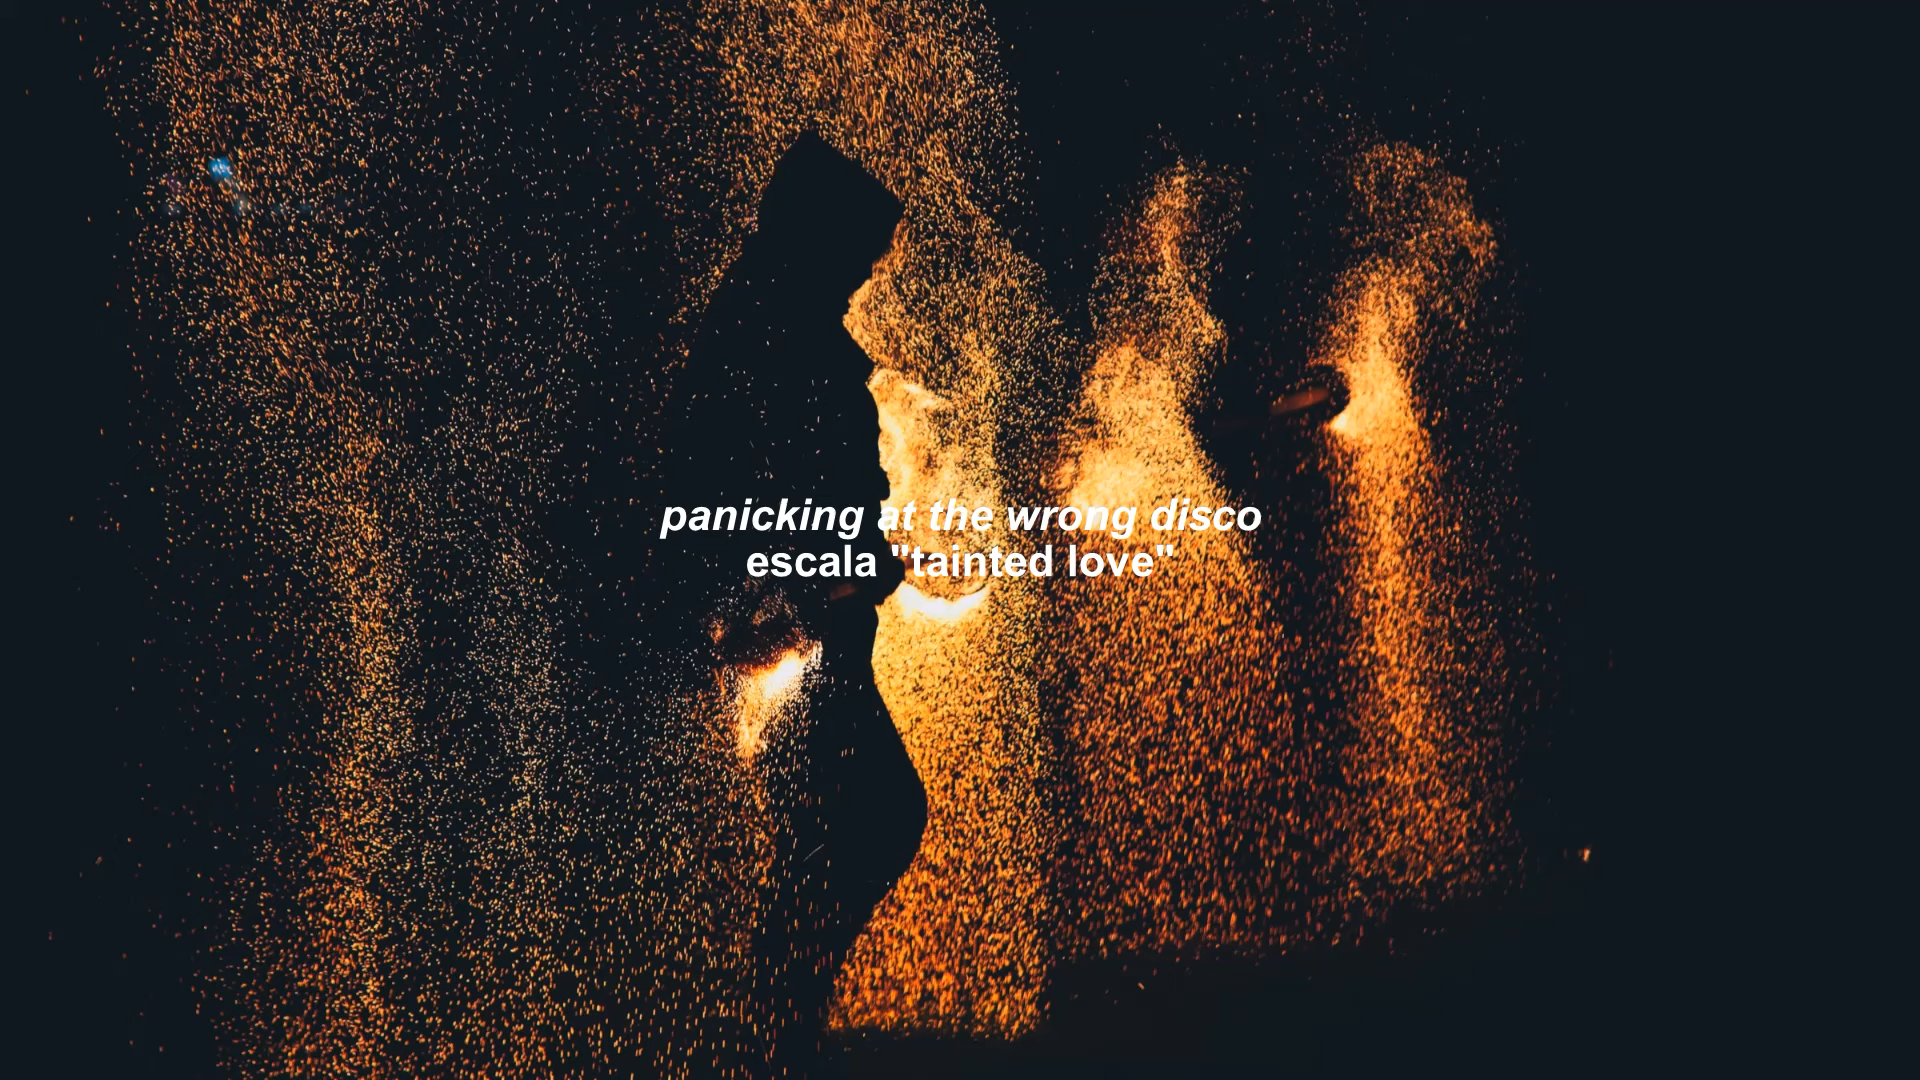 panicking at the wrong disco
escala "tainted love"